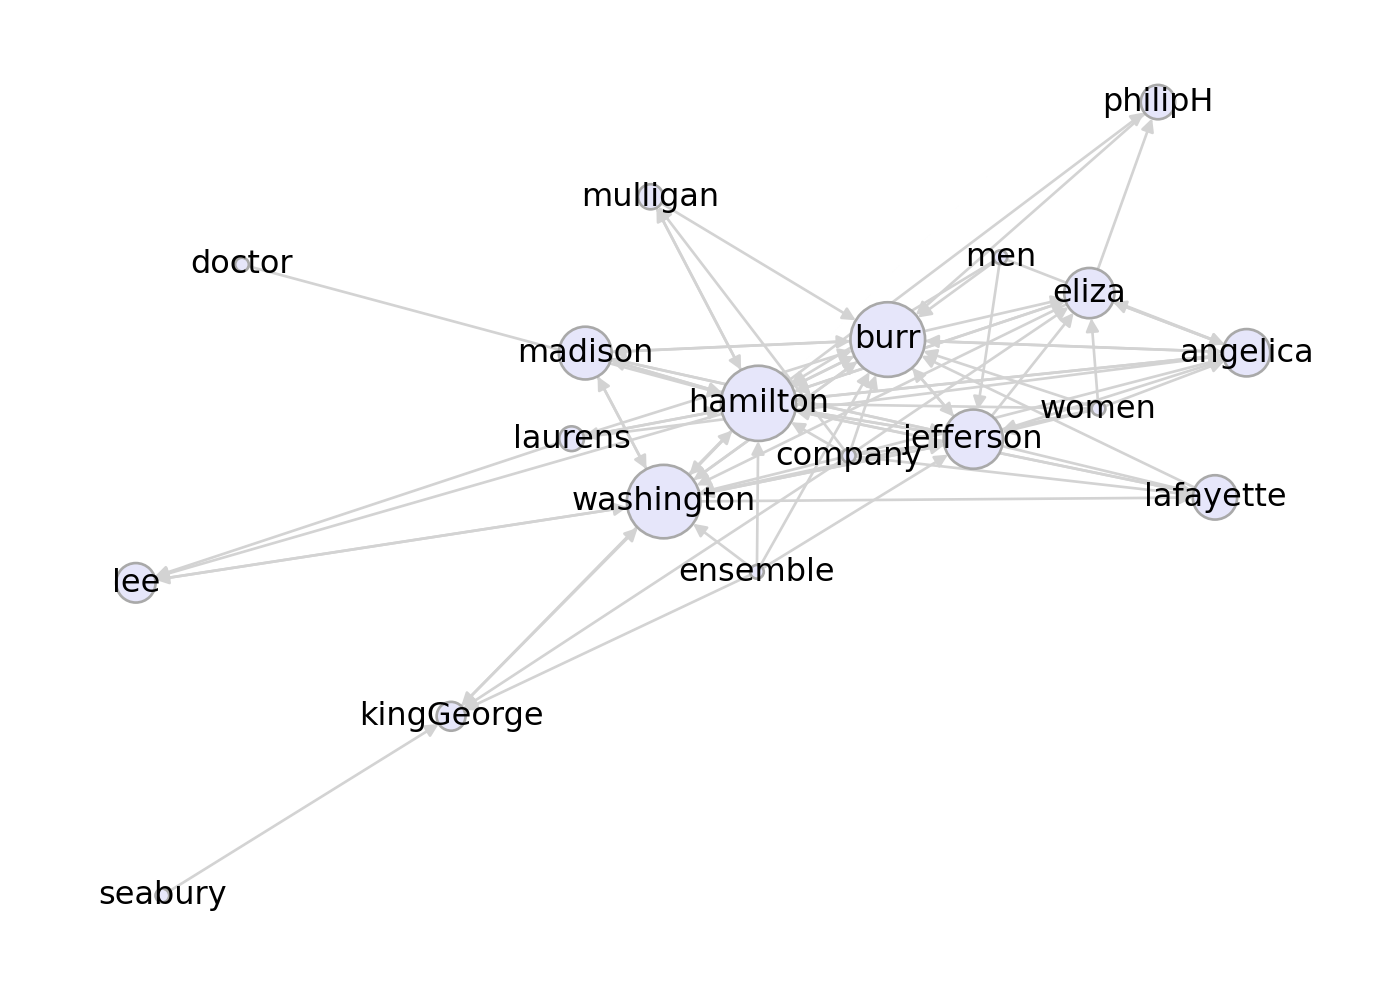 philipH
mulligan
men
doctor
eliza
burr
madison
angelica
hamilton
women
laurens
jefferson
company
washington
lafayette
ensemble
lee
kingGeorge
seabury